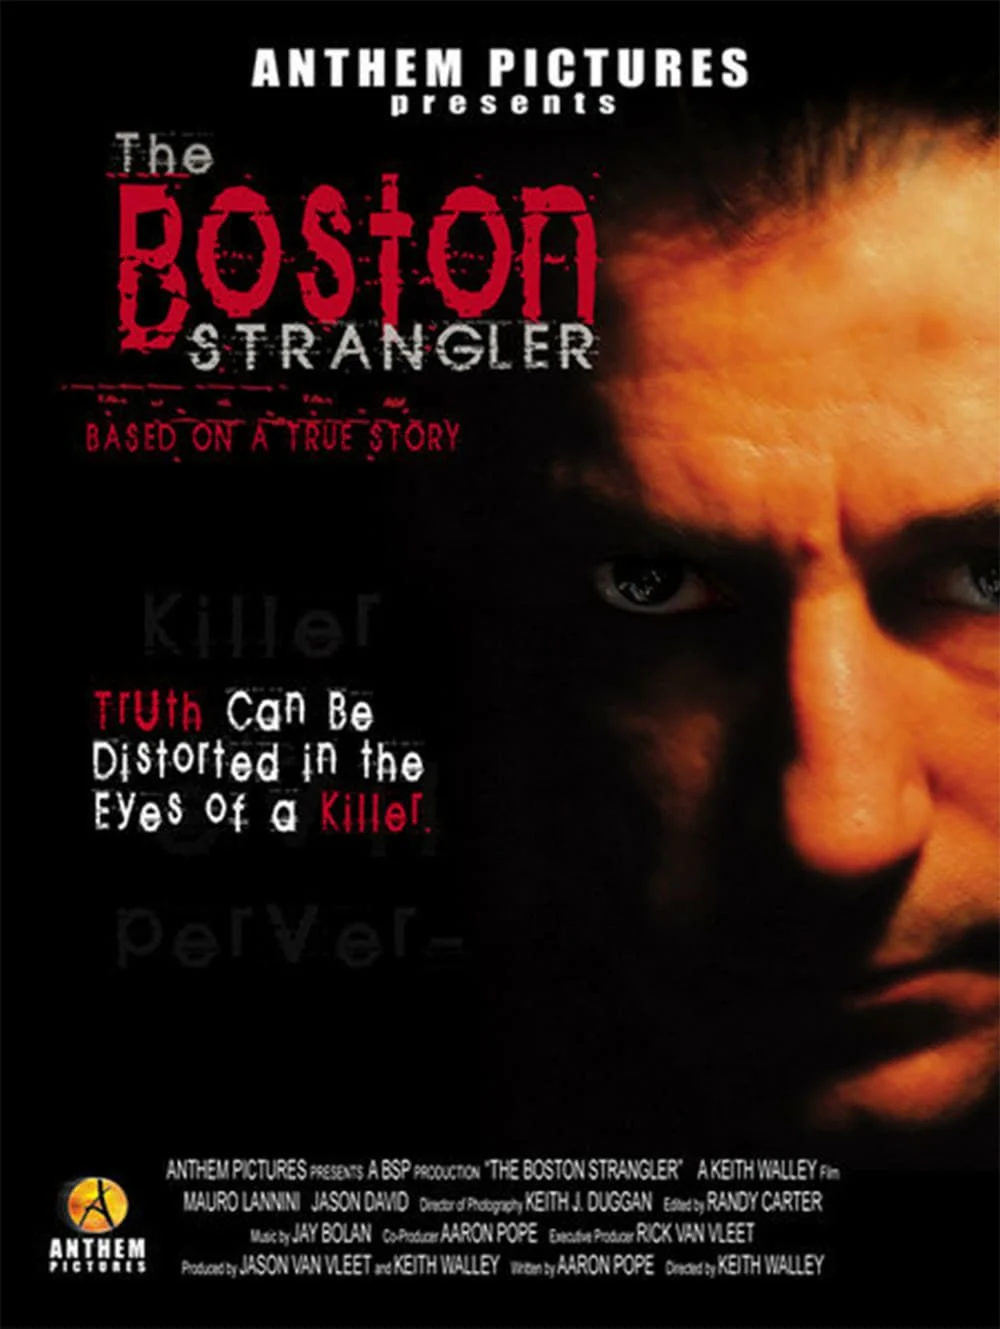 ANTHEM PICTURES
presents
The
Boston
STRANGLER
BASED ON A TRUE STORY
Killer
Truth Can Be
Distorted in the
Eyes of a Killer.
perver-
ANTHEM PICTURES PRESENTS A BSP PRODUCTION "THE BOSTON STRANGLER" A KEITH WALLEY Film
MAURO LANNINI JASON DAVID Director of Photography KEITH J. DUGGAN Edited by RANDY CARTER
Music by JAY BOLAN Co-Producer AARON POPE Executive Producer RICK VAN VLEET
Produced by JASON VAN VLEET and KEITH WALLEY Written by AARON POPE Directed by KEITH WALLEY
ANTHEM
PICTURES